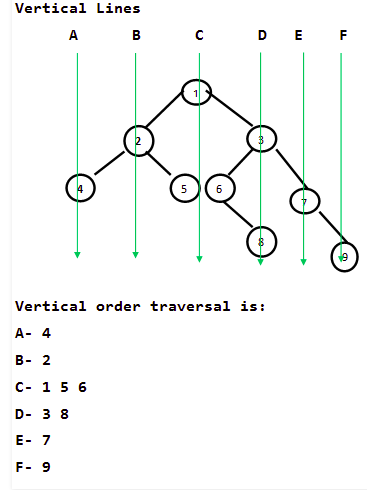 Vertical Lines
A B C D E F
1
2 3
4 5 6 7
8 9
Vertical order traversal is:
A- 4
B- 2
C- 1 5 6
D- 3 8
E- 7
F- 9